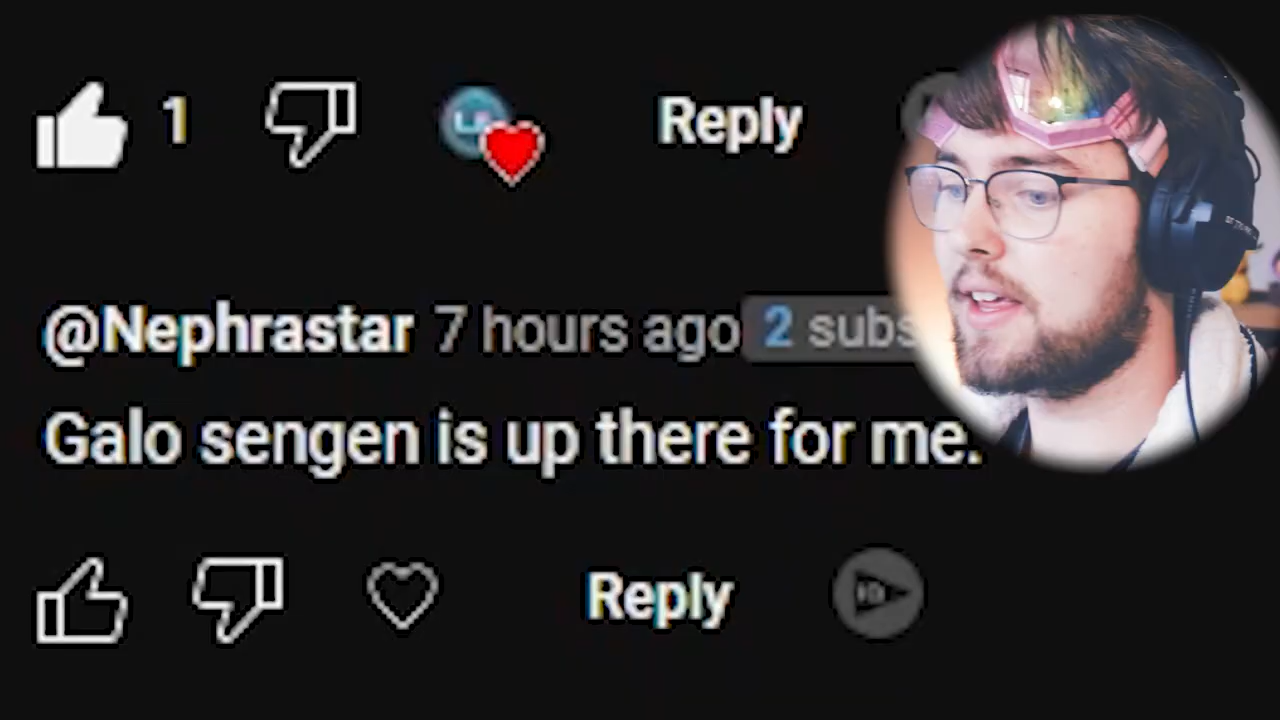 1 Reply
@Nephrastar 7 hours ago 2 subs
Galo sengen is up there for me.
Reply